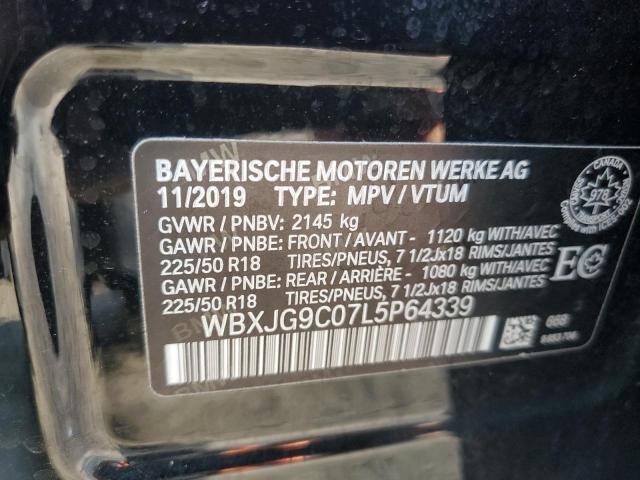 BAYERISCHE MOTOREN WERKE AG
11/2019 TYPE: MPV / VTUM
GVWR / PNBV: 2145 kg
GAWR / PNBE: FRONT / AVANT - 1120 kg WITH/AVEC
225/50 R18 TIRES/PNEUS, 7 1/2Jx18 RIMS/JANTES
GAWR / PNBE: REAR / ARRIÈRE - 1080 kg WITH/AVEC
225/50 R18 TIRES/PNEUS, 7 1/2Jx18 RIMS/JANTES
WBXJG9C07L5P64339
CANADA
978
EC
668